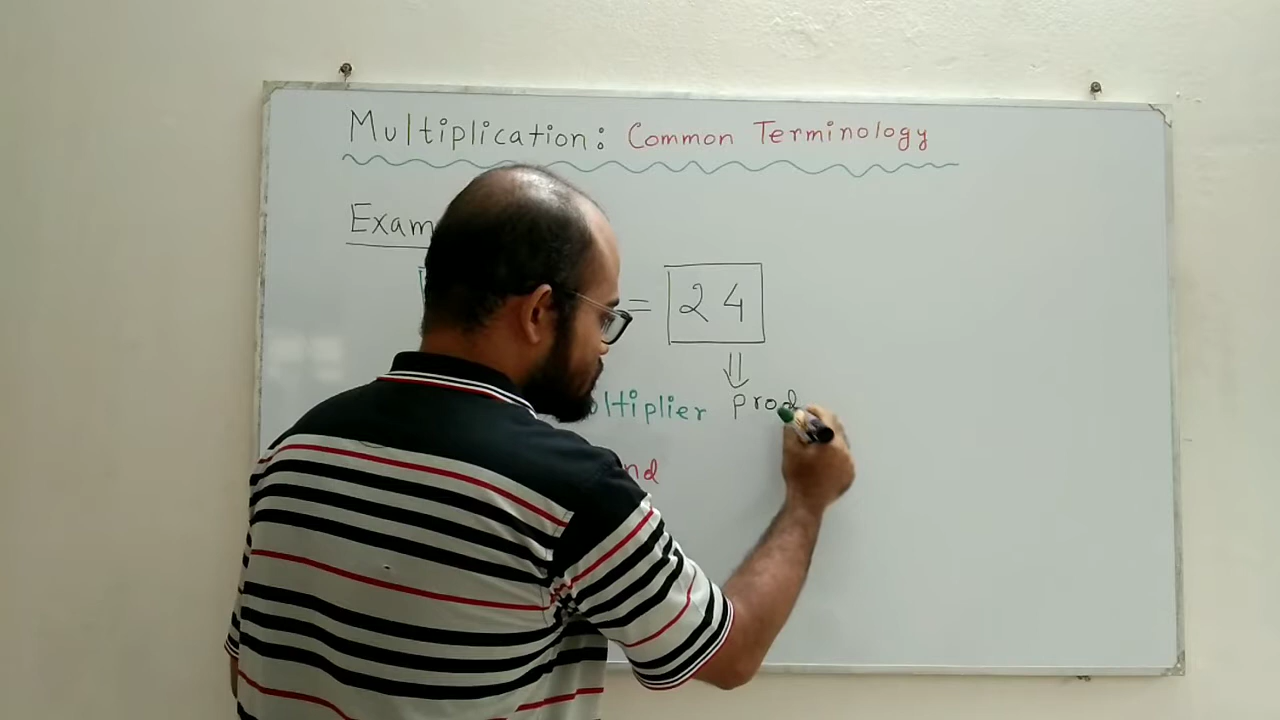 Multiplication: Common Terminology
Exam
= 24
ltiplier prod
nd